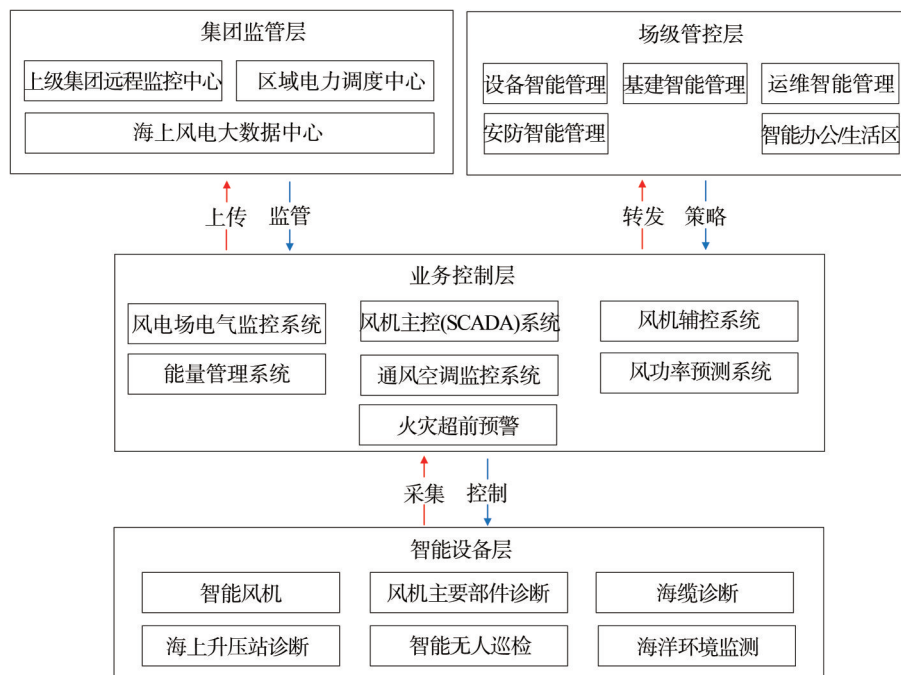 集团监管层
上级集团远程监控中心
区域电力调度中心
海上风电大数据中心
场级管控层
设备智能管理
基建智能管理
运维智能管理
安防智能管理
智能办公/生活区
上传
监管
转发
策略
业务控制层
风电场电气监控系统
风机主控(SCADA)系统
风机辅控系统
能量管理系统
通风空调监控系统
风功率预测系统
火灾超前预警
采集
控制
智能设备层
智能风机
风机主要部件诊断
海缆诊断
海上升压站诊断
智能无人巡检
海洋环境监测